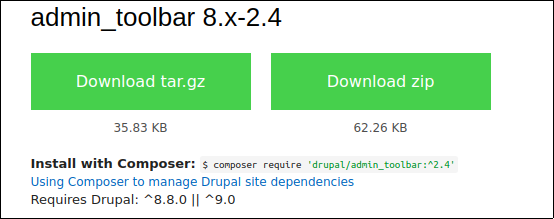 admin_toolbar 8.x-2.4
Download tar.gz Download zip
35.83 KB 62.26 KB
Install with Composer: $ composer require 'drupal/admin_toolbar:^2.4'
Using Composer to manage Drupal site dependencies
Requires Drupal: ^8.8.0 || ^9.0